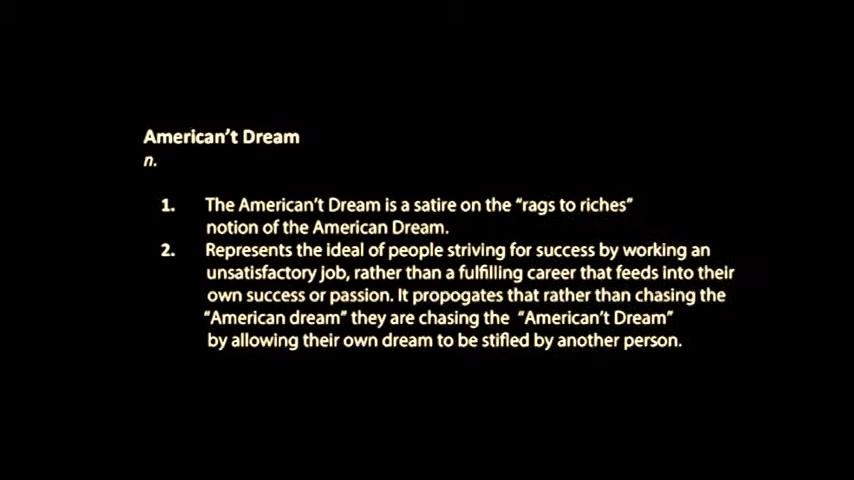 American't Dream
n.
1. The American't Dream is a satire on the "rags to riches"
notion of the American Dream.
2. Represents the ideal of people striving for success by working an
unsatisfactory job, rather than a fulfilling career that feeds into their
own success or passion. It propogates that rather than chasing the
"American dream" they are chasing the "American't Dream"
by allowing their own dream to be stifled by another person.